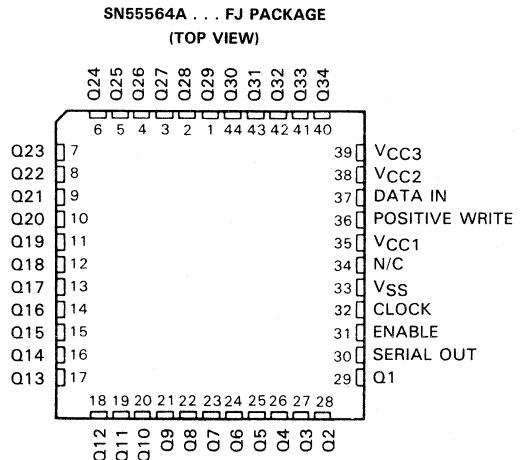 SN55564A . . . FJ PACKAGE
(TOP VIEW)
Q24 Q25 Q26 Q27 Q28 Q29 Q30 Q31 Q32 Q33 Q34
6 5 4 3 2 1 44 43 42 41 40
Q23 7
Q22 8
Q21 9
Q20 10
Q19 11
Q18 12
Q17 13
Q16 14
Q15 15
Q14 16
Q13 17
39 VCC3
38 VCC2
37 DATA IN
36 POSITIVE WRITE
35 VCC1
34 N/C
33 VSS
32 CLOCK
31 ENABLE
30 SERIAL OUT
29 Q1
18 19 20 21 22 23 24 25 26 27 28
Q12 Q11 Q10 Q9 Q8 Q7 Q6 Q5 Q4 Q3 Q2